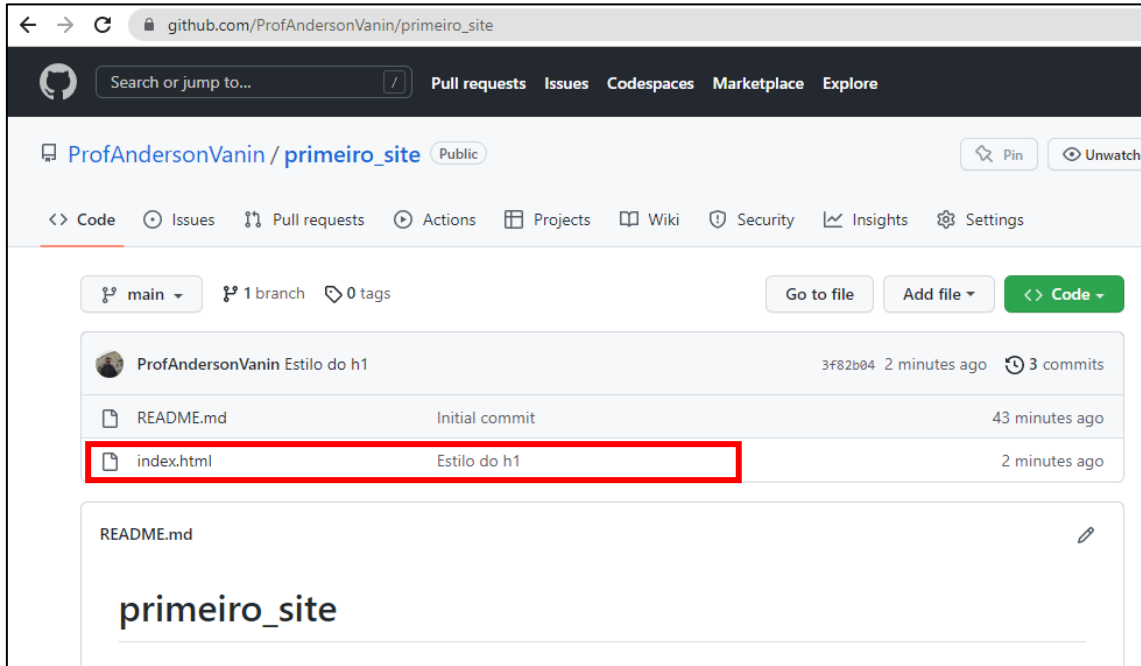 github.com/ProfAndersonVanin/primeiro_site
Search or jump to... / Pull requests Issues Codespaces Marketplace Explore
ProfAndersonVanin / primeiro_site Public Pin Unwatch
<> Code Issues Pull requests Actions Projects Wiki Security Insights Settings
main 1 branch 0 tags Go to file Add file <> Code
ProfAndersonVanin Estilo do h1 3f82b04 2 minutes ago 3 commits
README.md Initial commit 43 minutes ago
index.html Estilo do h1 2 minutes ago
README.md
primeiro_site